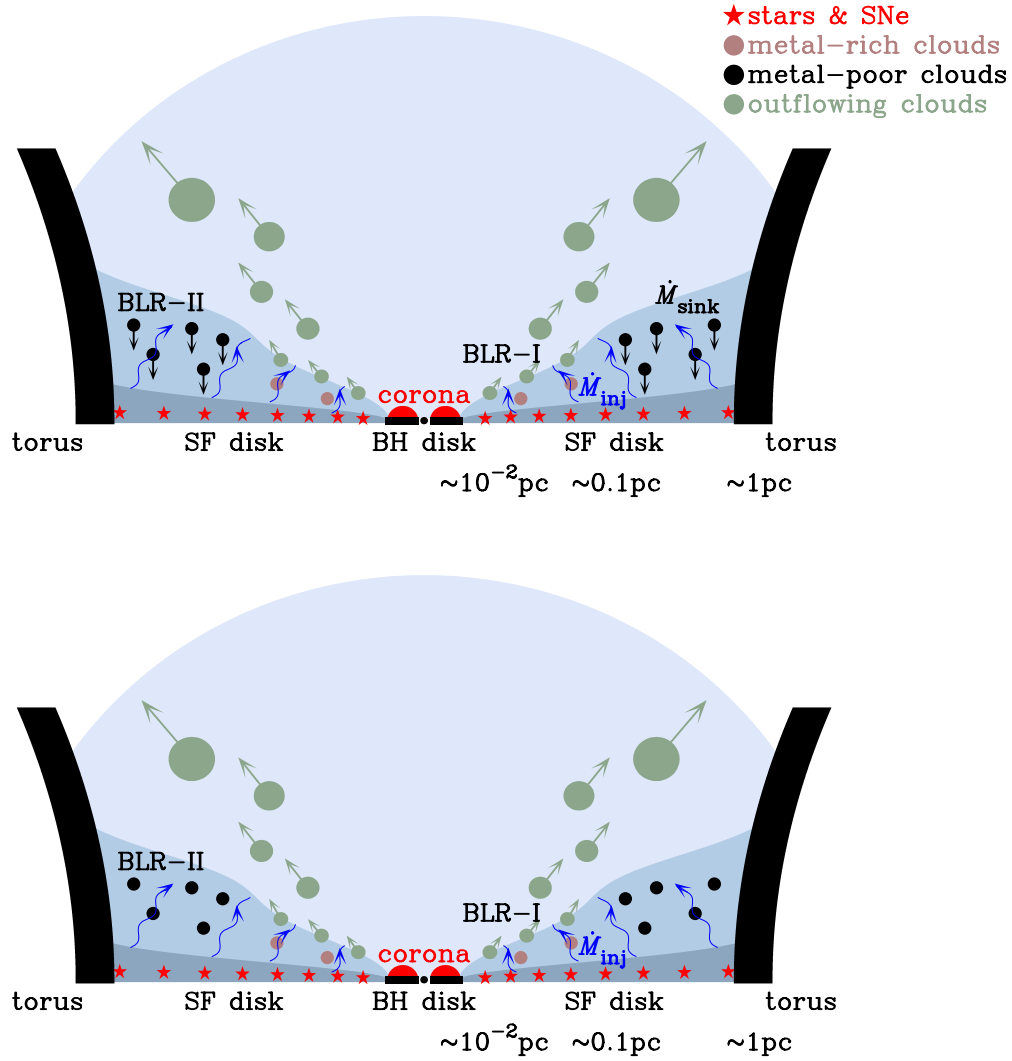 stars & SNe
metal-rich clouds
metal-poor clouds
outflowing clouds
BLR-II
Ṁsink
BLR-I
corona
Ṁinj
torus SF disk BH disk SF disk torus
~10⁻²pc ~0.1pc ~1pc
BLR-II
BLR-I
corona
Ṁinj
torus SF disk BH disk SF disk torus
~10⁻²pc ~0.1pc ~1pc